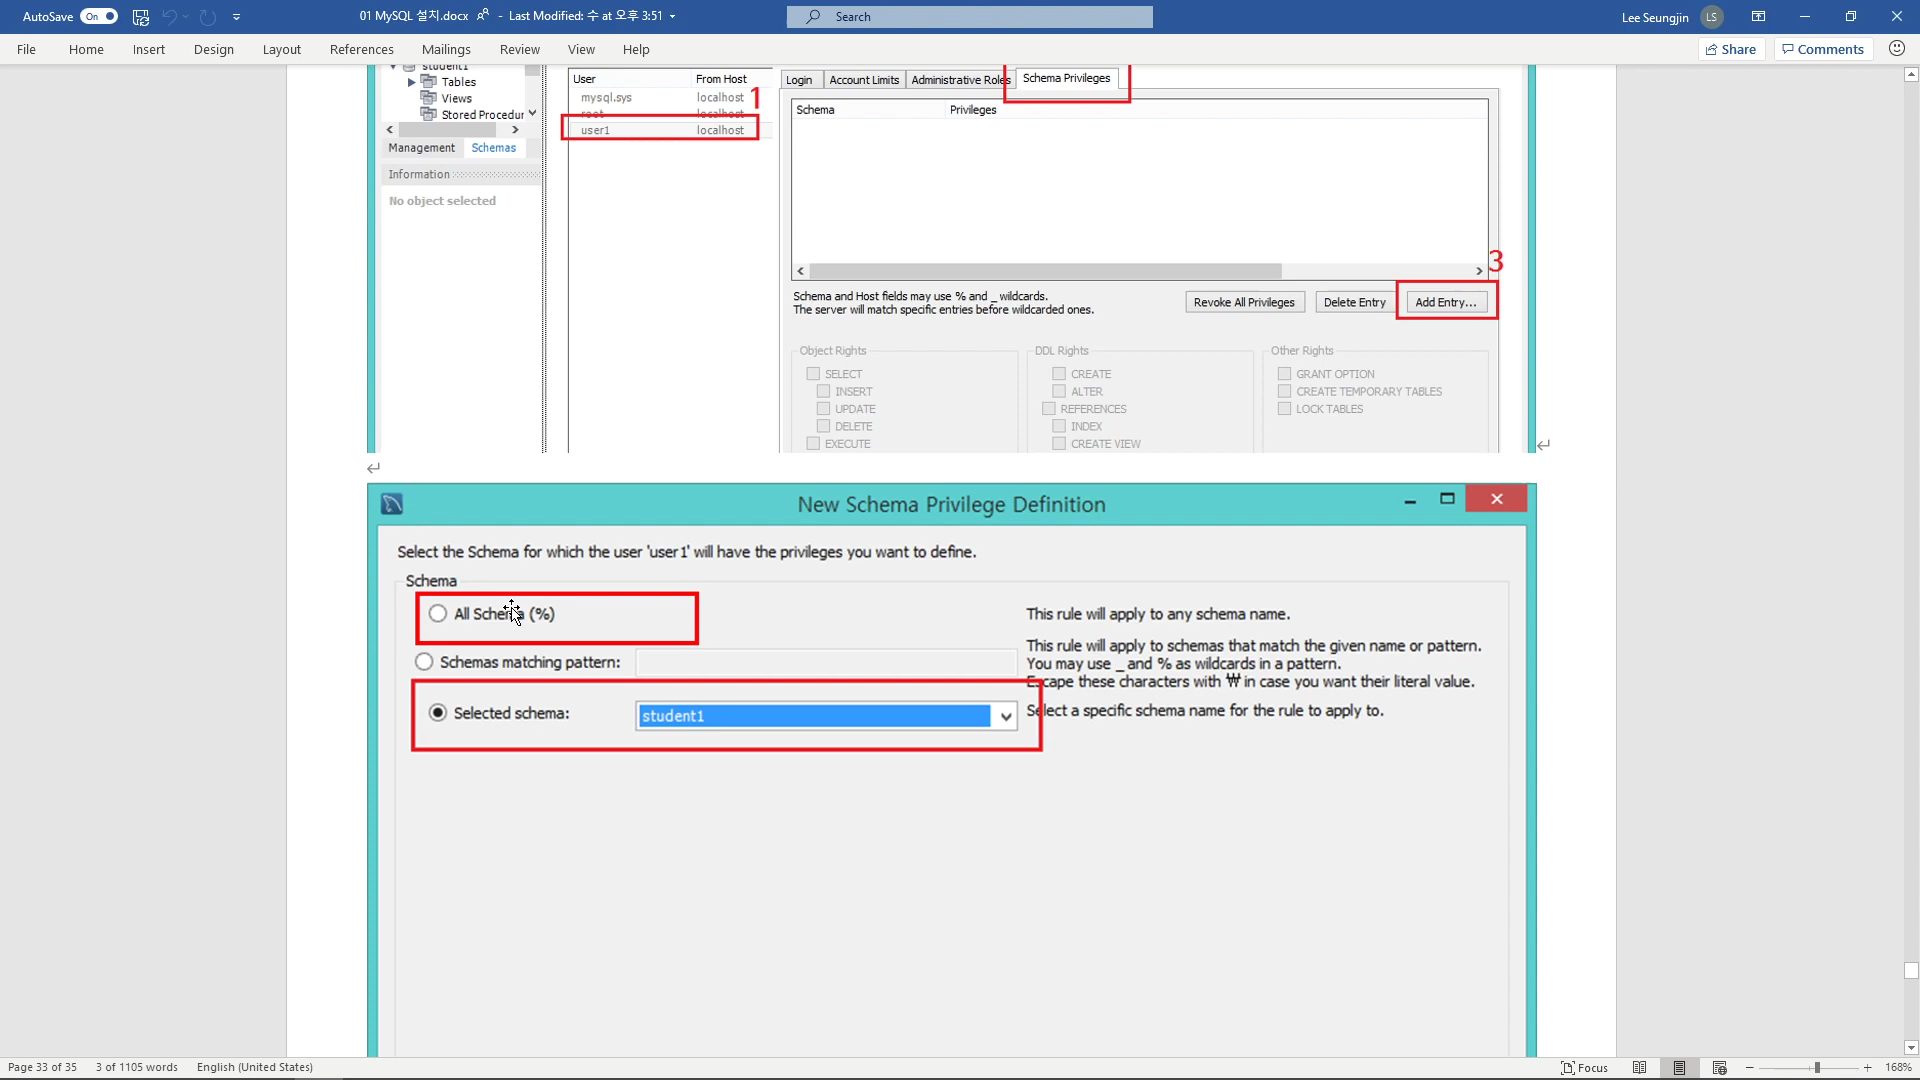 AutoSave On 01 MySQL 설치.docx - Last Modified: 수 at 오후 3:51 Search Lee Seungjin LS
File Home Insert Design Layout References Mailings Review View Help Share Comments
student1
Tables
Views
Stored Procedur
Management Schemas
Information
No object selected
User From Host
mysql.sys localhost 1
root localhost
user1 localhost
Login Account Limits Administrative Roles Schema Privileges
Schema Privileges
3
Schema and Host fields may use % and _ wildcards.
The server will match specific entries before wildcarded ones.
Revoke All Privileges Delete Entry Add Entry...
Object Rights DDL Rights Other Rights
SELECT CREATE GRANT OPTION
INSERT ALTER CREATE TEMPORARY TABLES
UPDATE REFERENCES LOCK TABLES
DELETE INDEX
EXECUTE CREATE VIEW
New Schema Privilege Definition
Select the Schema for which the user 'user1' will have the privileges you want to define.
Schema
All Schema (%) This rule will apply to any schema name.
Schemas matching pattern: This rule will apply to schemas that match the given name or pattern.
You may use _ and % as wildcards in a pattern.
Escape these characters with ₩ in case you want their literal value.
Selected schema: student1 Select a specific schema name for the rule to apply to.
Page 33 of 35 3 of 1105 words English (United States) Focus 168%